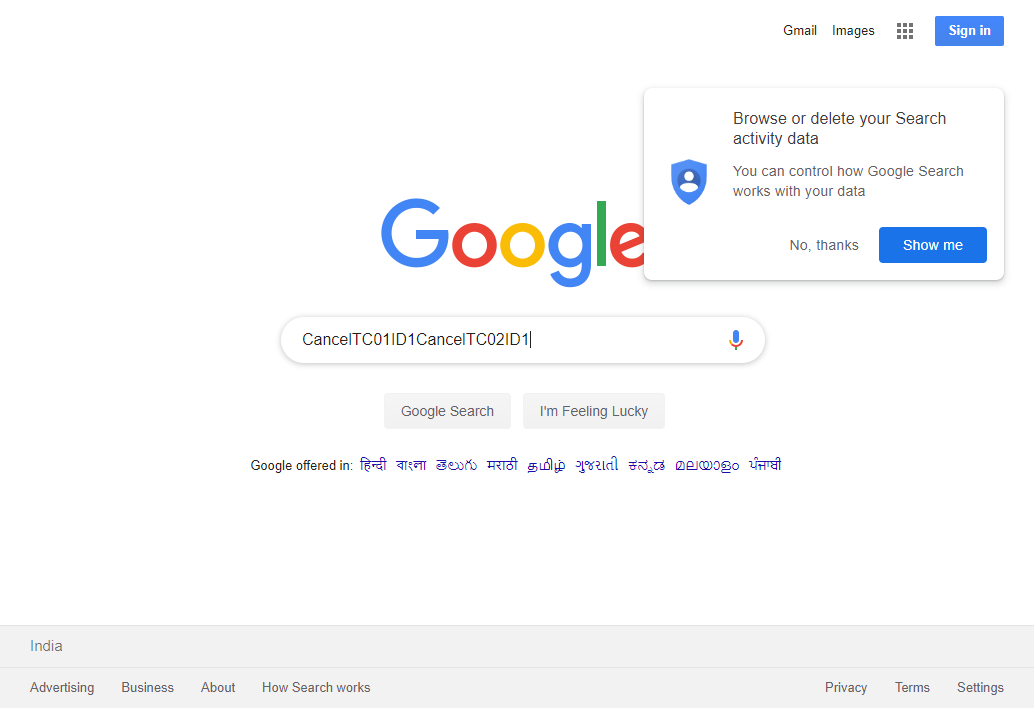 Gmail Images Sign in
Browse or delete your Search
activity data
You can control how Google Search
works with your data
No, thanks Show me
Google
CancelTC01ID1CancelTC02ID1
Google Search I'm Feeling Lucky
Google offered in: हिन्दी বাংলা తెలుగు मराठी தமிழ் ગુજરાતી ಕನ್ನಡ മലയാളം ਪੰਜਾਬੀ
India
Advertising Business About How Search works Privacy Terms Settings